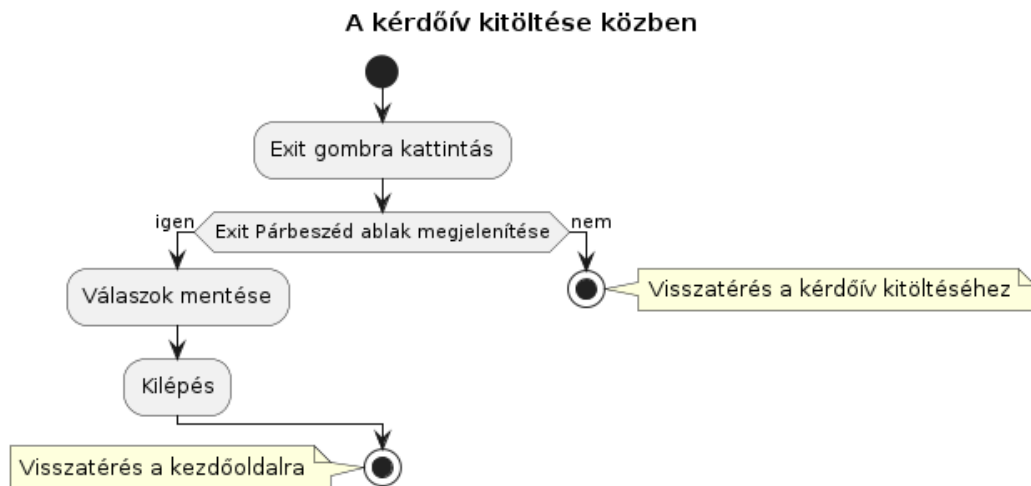 A kérdőív kitöltése közben
Exit gombra kattintás
igen
Exit Párbeszéd ablak megjelenítése
nem
Válaszok mentése
Visszatérés a kérdőív kitöltéséhez
Kilépés
Visszatérés a kezdőoldalra